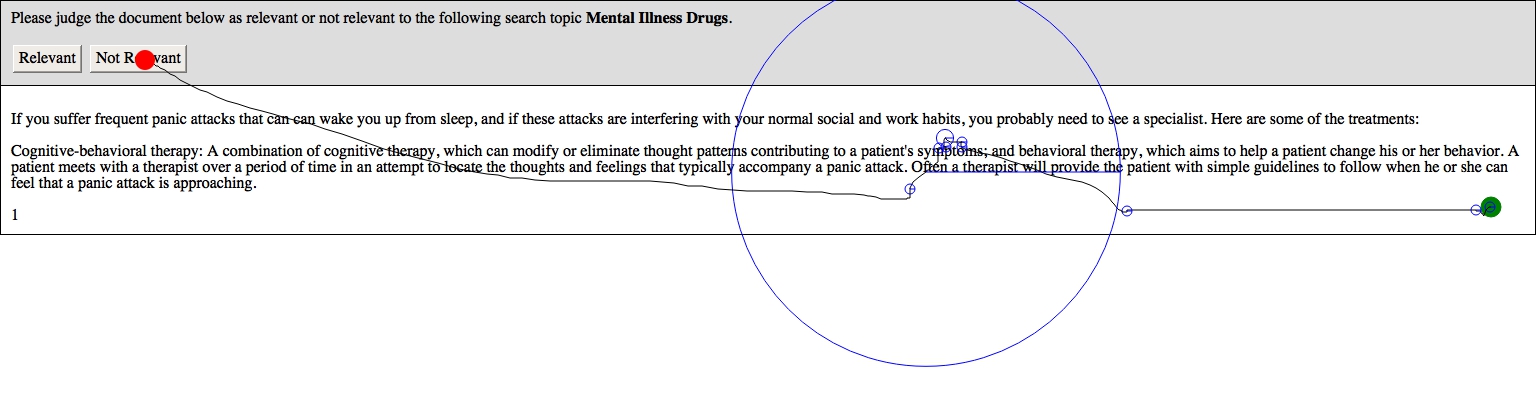 Please judge the document below as relevant or not relevant to the following search topic Mental Illness Drugs.
Relevant Not Relevant
If you suffer frequent panic attacks that can can wake you up from sleep, and if these attacks are interfering with your normal social and work habits, you probably need to see a specialist. Here are some of the treatments:
Cognitive-behavioral therapy: A combination of cognitive therapy, which can modify or eliminate thought patterns contributing to a patient's symptoms; and behavioral therapy, which aims to help a patient change his or her behavior. A
patient meets with a therapist over a period of time in an attempt to locate the thoughts and feelings that typically accompany a panic attack. Often a therapist will provide the patient with simple guidelines to follow when he or she can
feel that a panic attack is approaching.
1